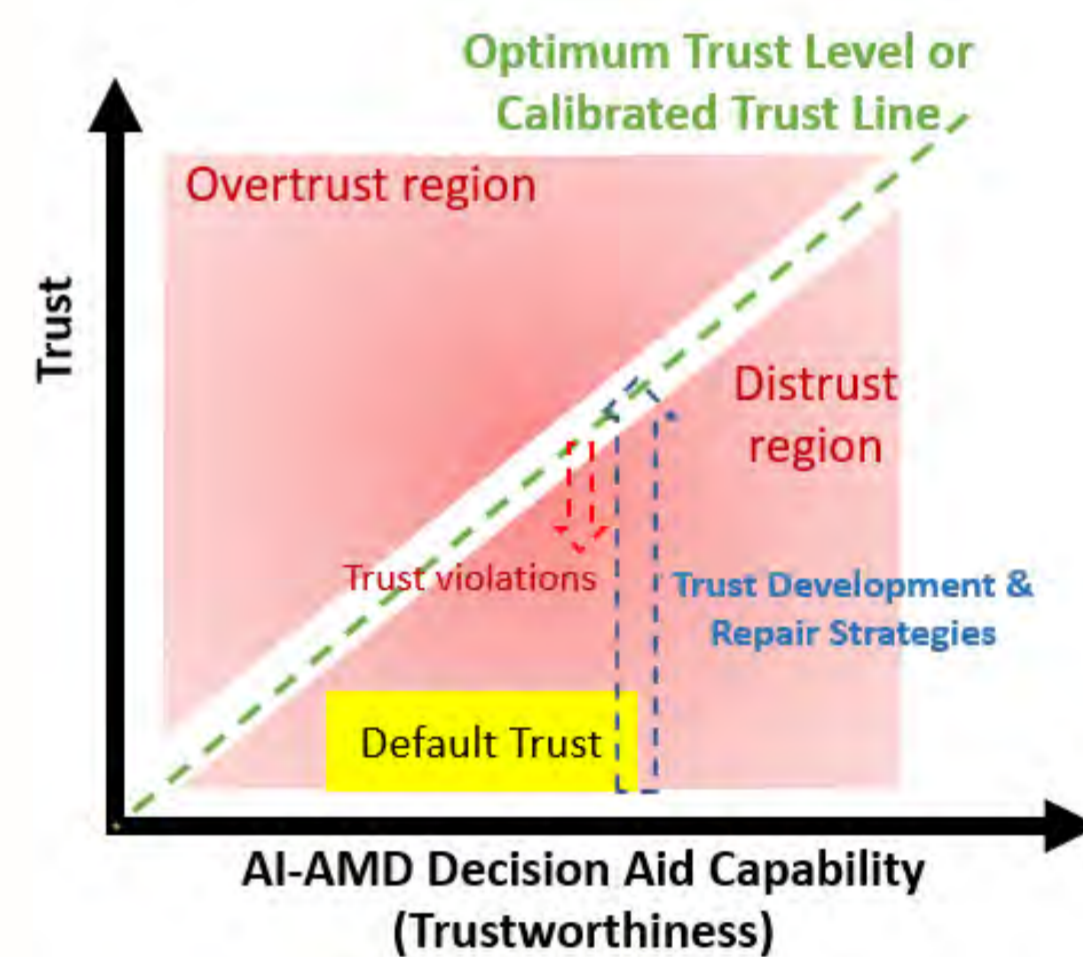 Optimum Trust Level or
Calibrated Trust Line
Overtrust region
Trust
Distrust
region
Trust violations
Trust Development &
Repair Strategies
Default Trust
AI-AMD Decision Aid Capability
(Trustworthiness)